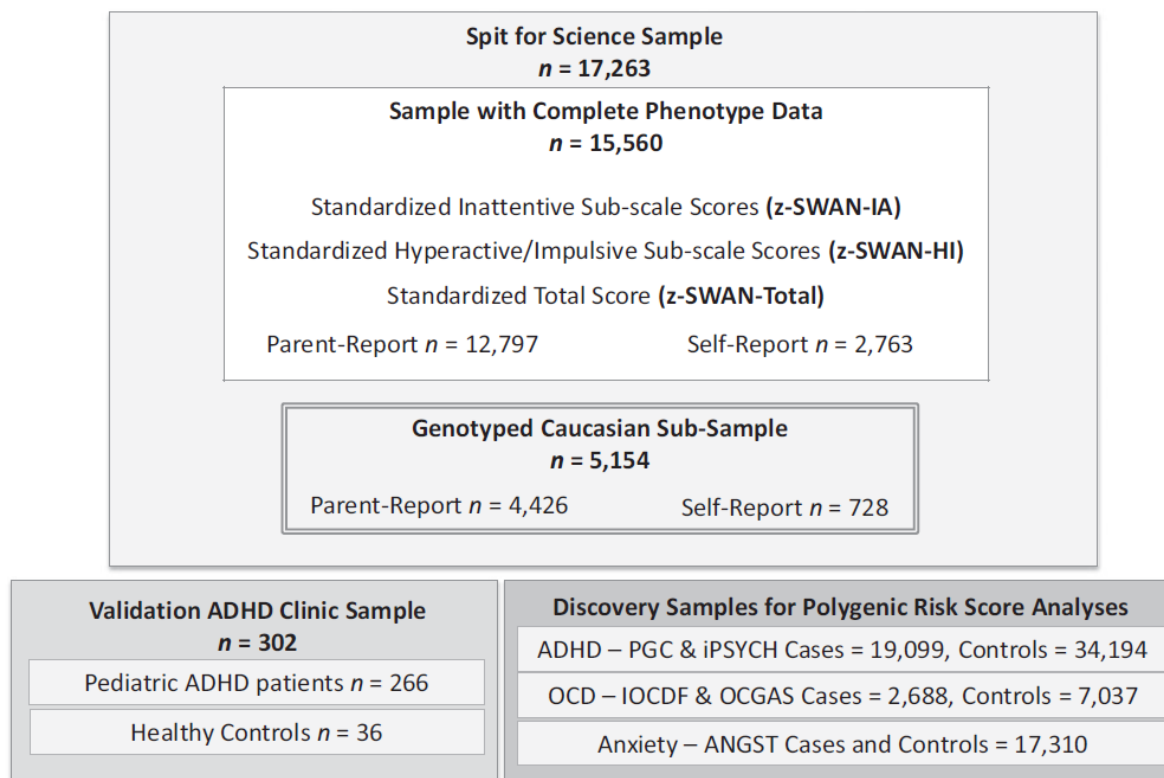 Spit for Science Sample
n = 17,263
Sample with Complete Phenotype Data
n = 15,560
Standardized Inattentive Sub-scale Scores (z-SWAN-IA)
Standardized Hyperactive/Impulsive Sub-scale Scores (z-SWAN-HI)
Standardized Total Score (z-SWAN-Total)
Parent-Report n = 12,797 Self-Report n = 2,763
Genotyped Caucasian Sub-Sample
n = 5,154
Parent-Report n = 4,426 Self-Report n = 728
Validation ADHD Clinic Sample
n = 302
Pediatric ADHD patients n = 266
Healthy Controls n = 36
Discovery Samples for Polygenic Risk Score Analyses
ADHD – PGC & iPSYCH Cases = 19,099, Controls = 34,194
OCD – IOCDF & OCGAS Cases = 2,688, Controls = 7,037
Anxiety – ANGST Cases and Controls = 17,310